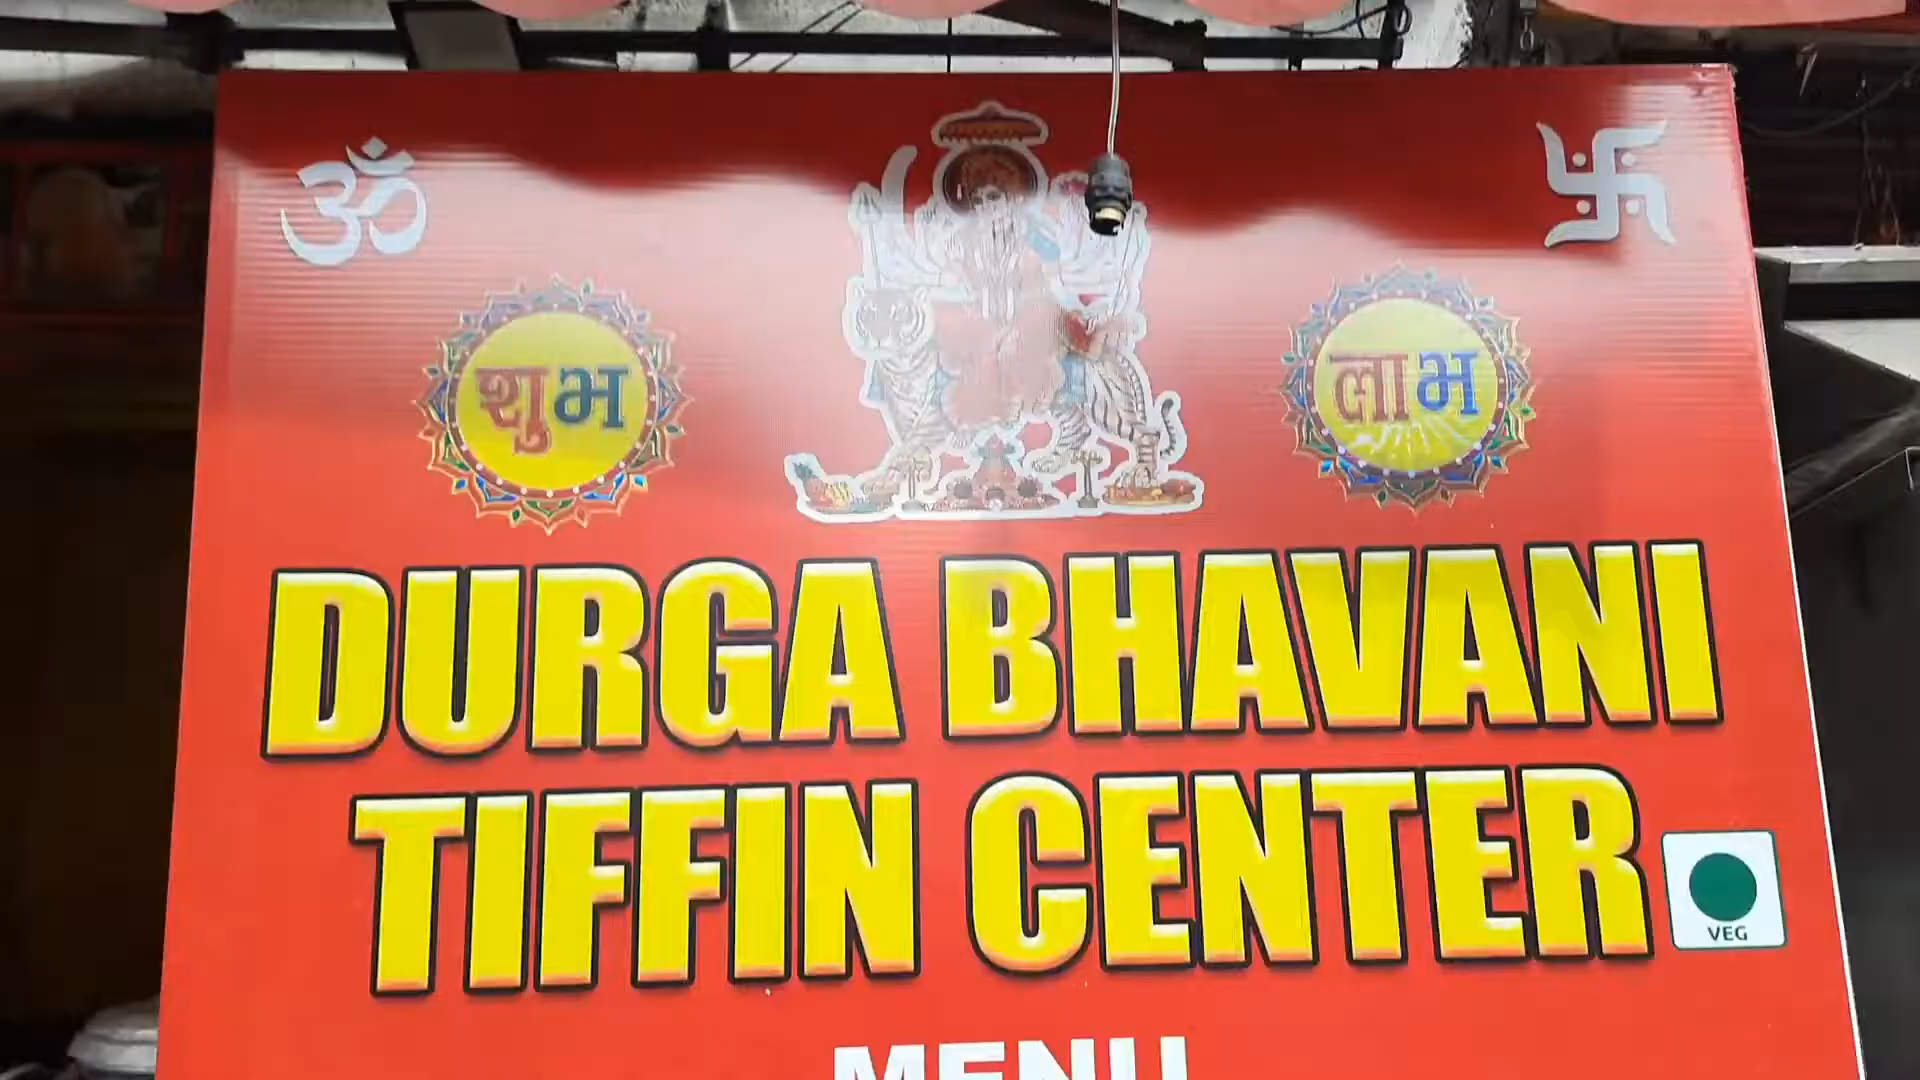 ॐ
शुभ
लाभ
DURGA BHAVANI
TIFFIN CENTER
VEG
MENU